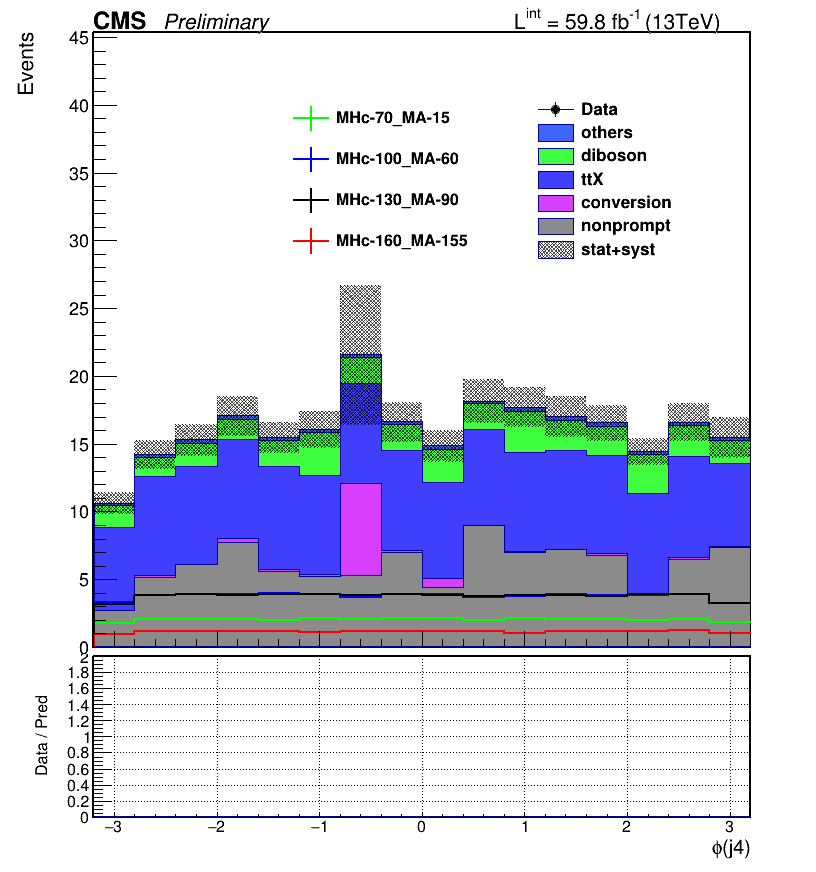 CMS Preliminary L^int = 59.8 fb^-1 (13TeV)
Events
45
40
35
30
25
20
15
10
5
0
MHc-70_MA-15
MHc-100_MA-60
MHc-130_MA-90
MHc-160_MA-155
Data
others
diboson
ttX
conversion
nonprompt
stat+syst
Data / Pred
2
1.8
1.6
1.4
1.2
1
0.8
0.6
0.4
0.2
0
−3 −2 −1 0 1 2 3
ϕ(j4)